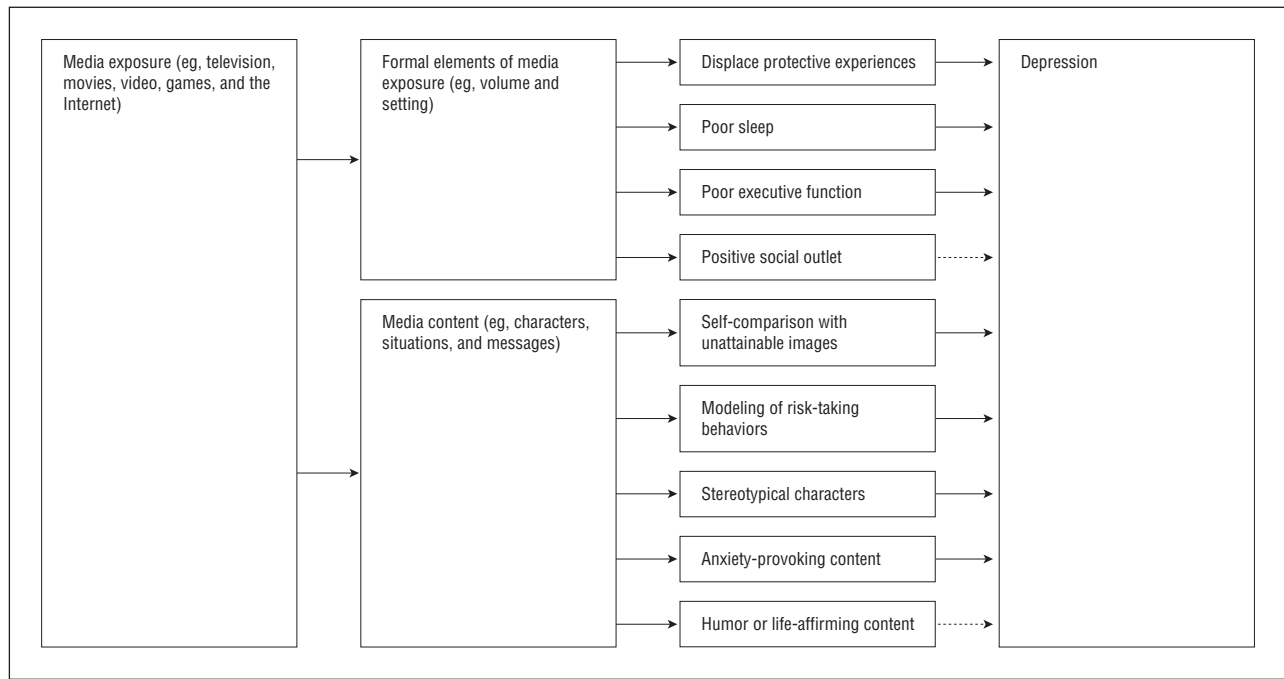 Media exposure (eg, television,
movies, video, games, and the
Internet)
Formal elements of media
exposure (eg, volume and
setting)
Media content (eg, characters,
situations, and messages)
Displace protective experiences
Poor sleep
Poor executive function
Positive social outlet
Self-comparison with
unattainable images
Modeling of risk-taking
behaviors
Stereotypical characters
Anxiety-provoking content
Humor or life-affirming content
Depression